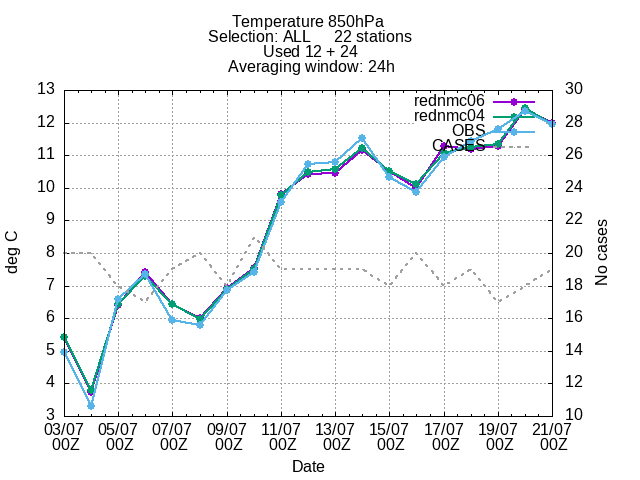 Temperature 850hPa
Selection: ALL 22 stations
Used 12 + 24
Averaging window: 24h
13 30
rednmc06
rednmc04
12 28
OBS
CASES
11 26
10 24
9 22
8 20
7 18
6 16
5 14
4 12
3 10
deg C
No cases
03/07 05/07 07/07 09/07 11/07 13/07 15/07 17/07 19/07 21/07
00Z 00Z 00Z 00Z 00Z 00Z 00Z 00Z 00Z 00Z
Date